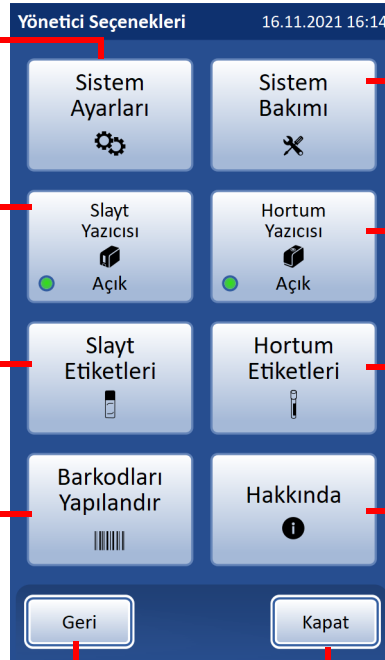 Yönetici Seçenekleri 16.11.2021 16:14
Sistem
Ayarları
Sistem
Bakımı
Slayt
Yazıcısı
Açık
Hortum
Yazıcısı
Açık
Slayt
Etiketleri
Hortum
Etiketleri
Barkodları
Yapılandır
Hakkında
Geri
Kapat